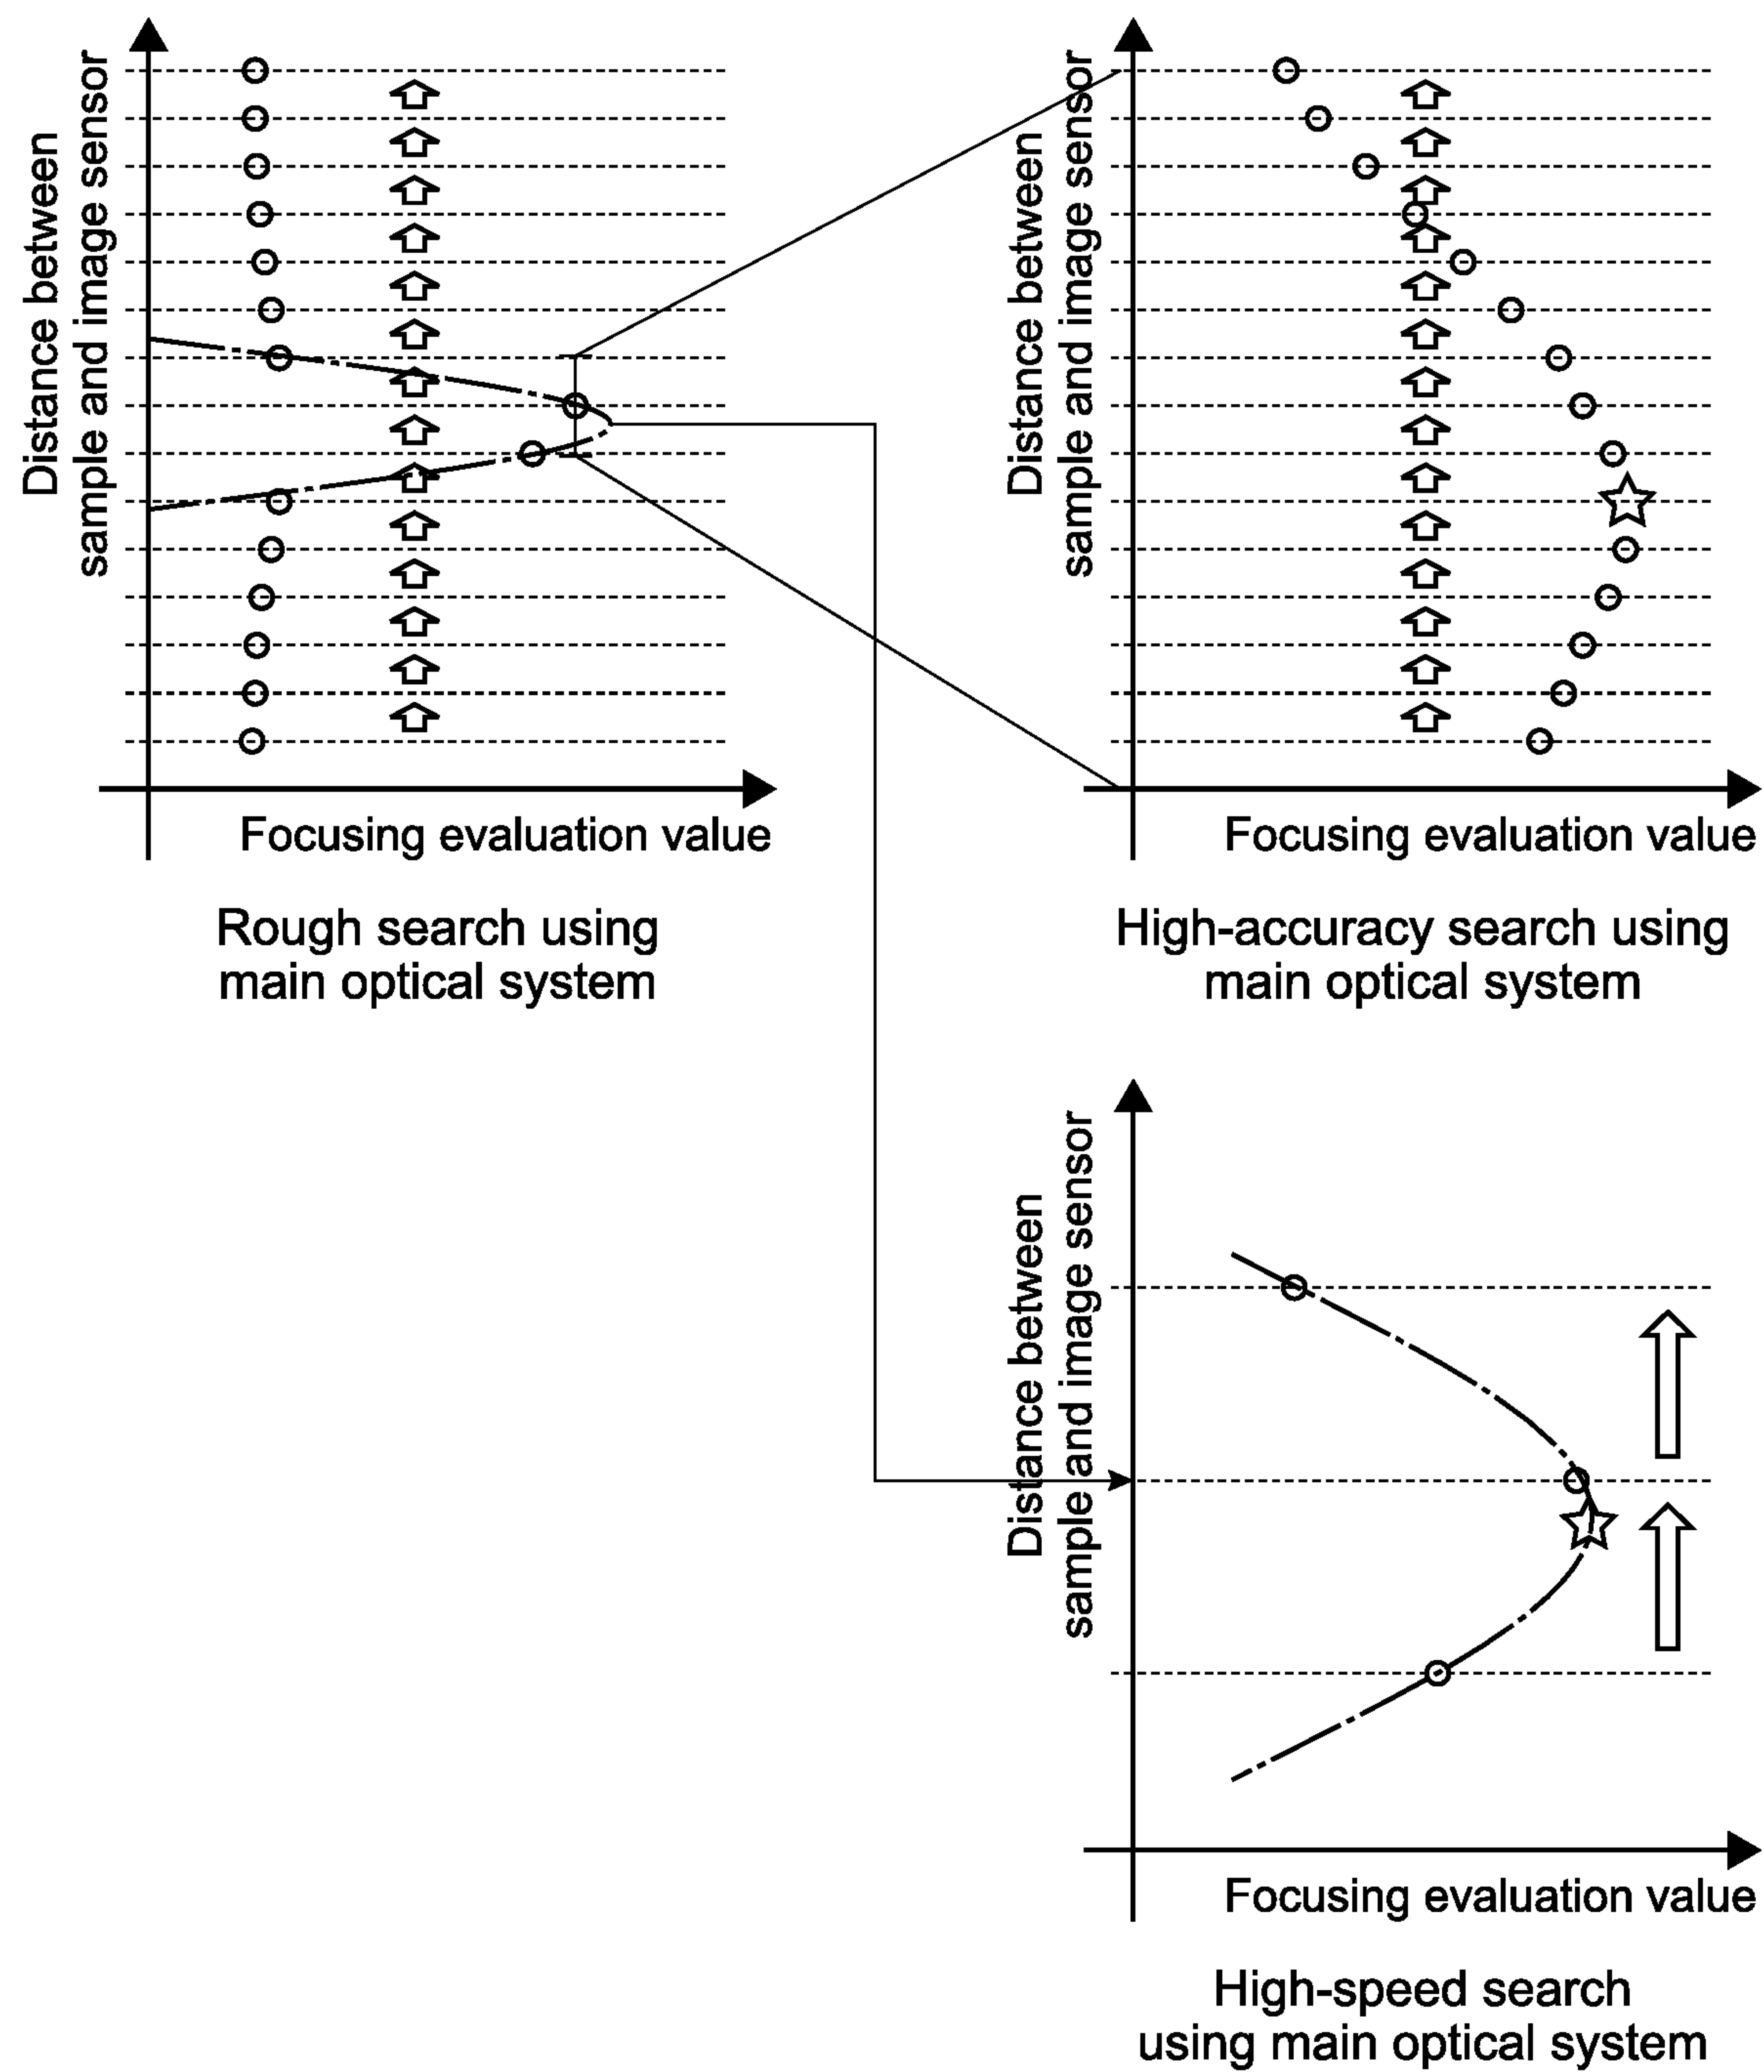 Distance between
sample and image sensor
Focusing evaluation value
Rough search using
main optical system
Distance between
sample and image sensor
Focusing evaluation value
High-accuracy search using
main optical system
Distance between
sample and image sensor
Focusing evaluation value
High-speed search
using main optical system